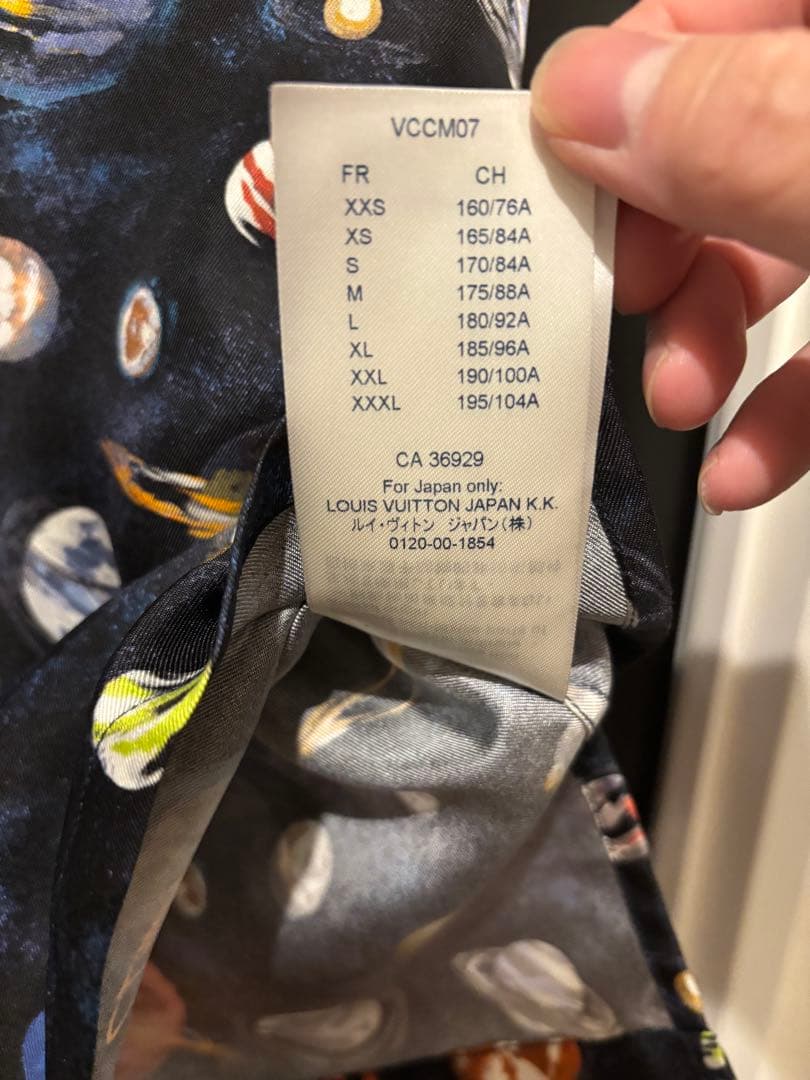 VCCM07
FR CH
XXS 160/76A
XS 165/84A
S 170/84A
M 175/88A
L 180/92A
XL 185/96A
XXL 190/100A
XXXL 195/104A
CA 36929
For Japan only:
LOUIS VUITTON JAPAN K.K.
ルイ・ヴィトン ジャパン(株)
0120-00-1854